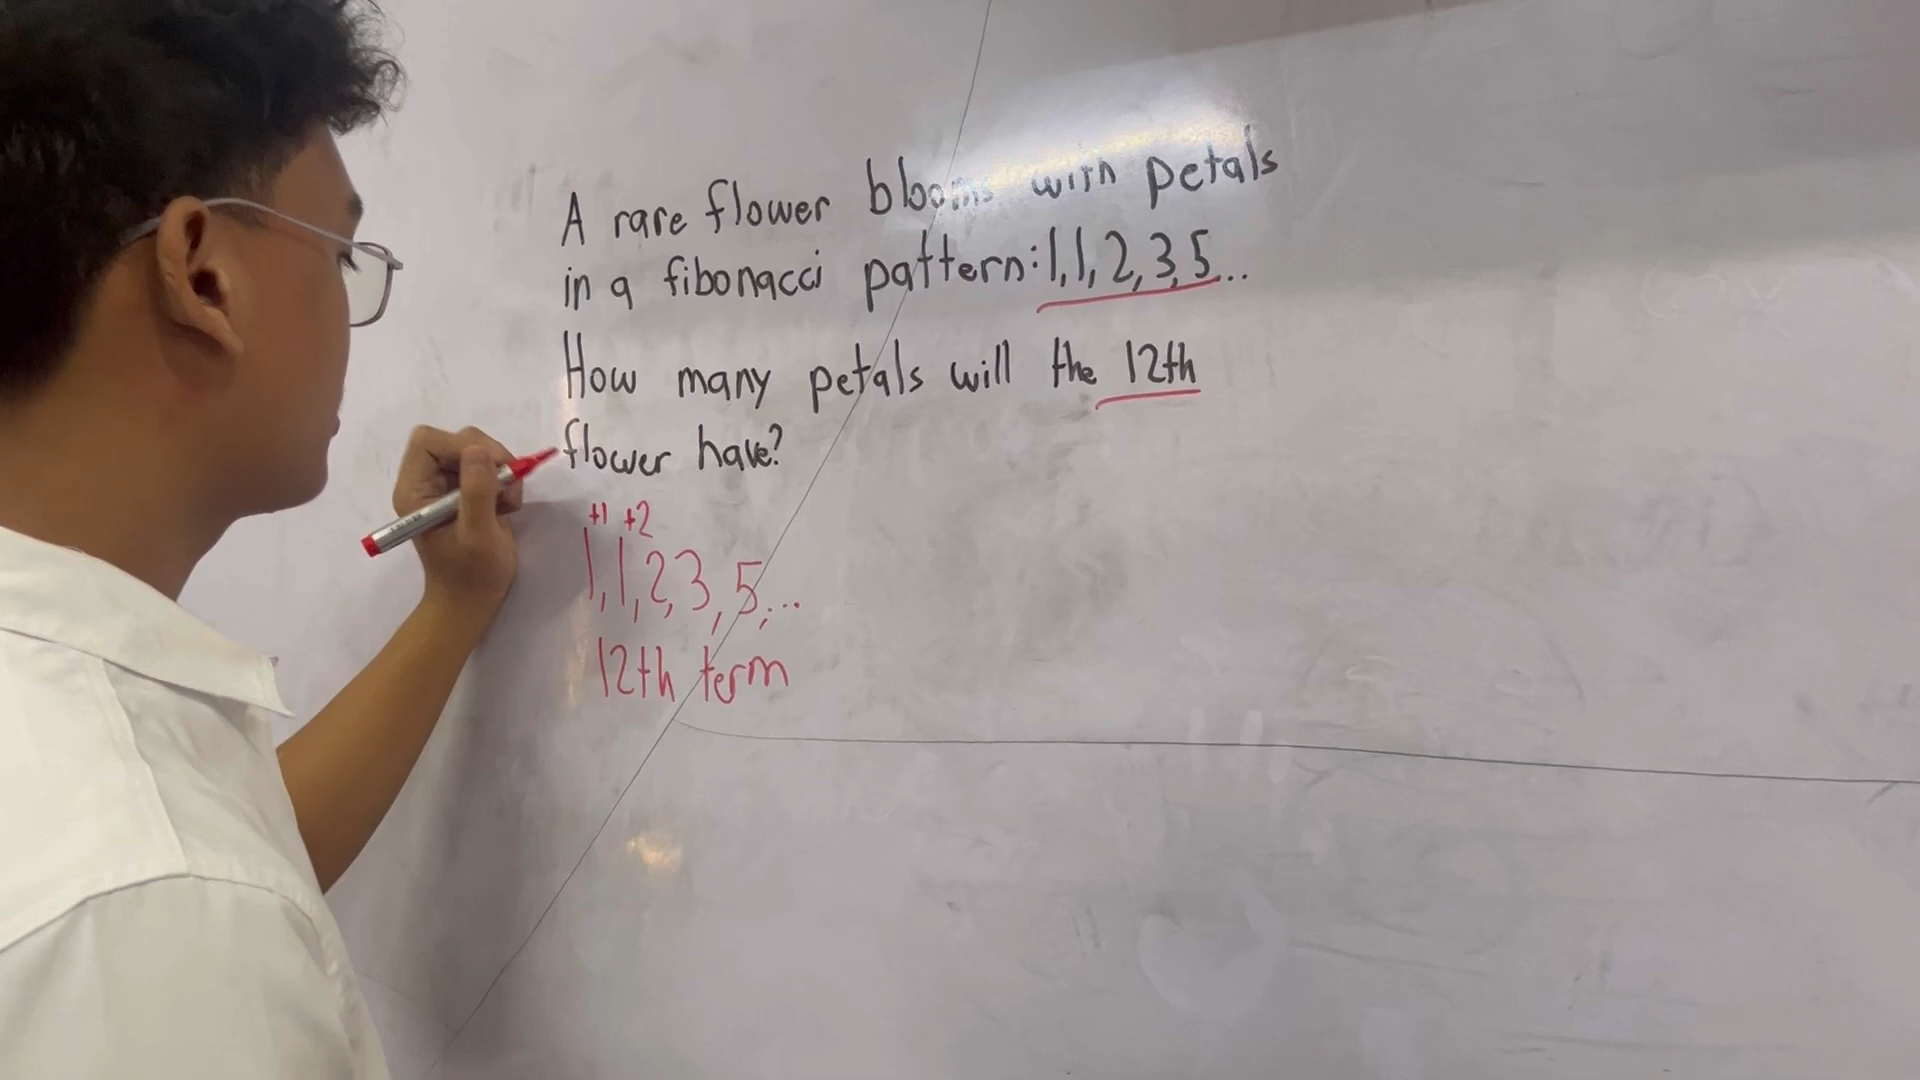 A rare flower blooms with petals
in a fibonacci pattern: 1, 1, 2, 3, 5...
How many petals will the 12th
flower have?
+1 +2
1, 1, 2, 3, 5, ...
12th term